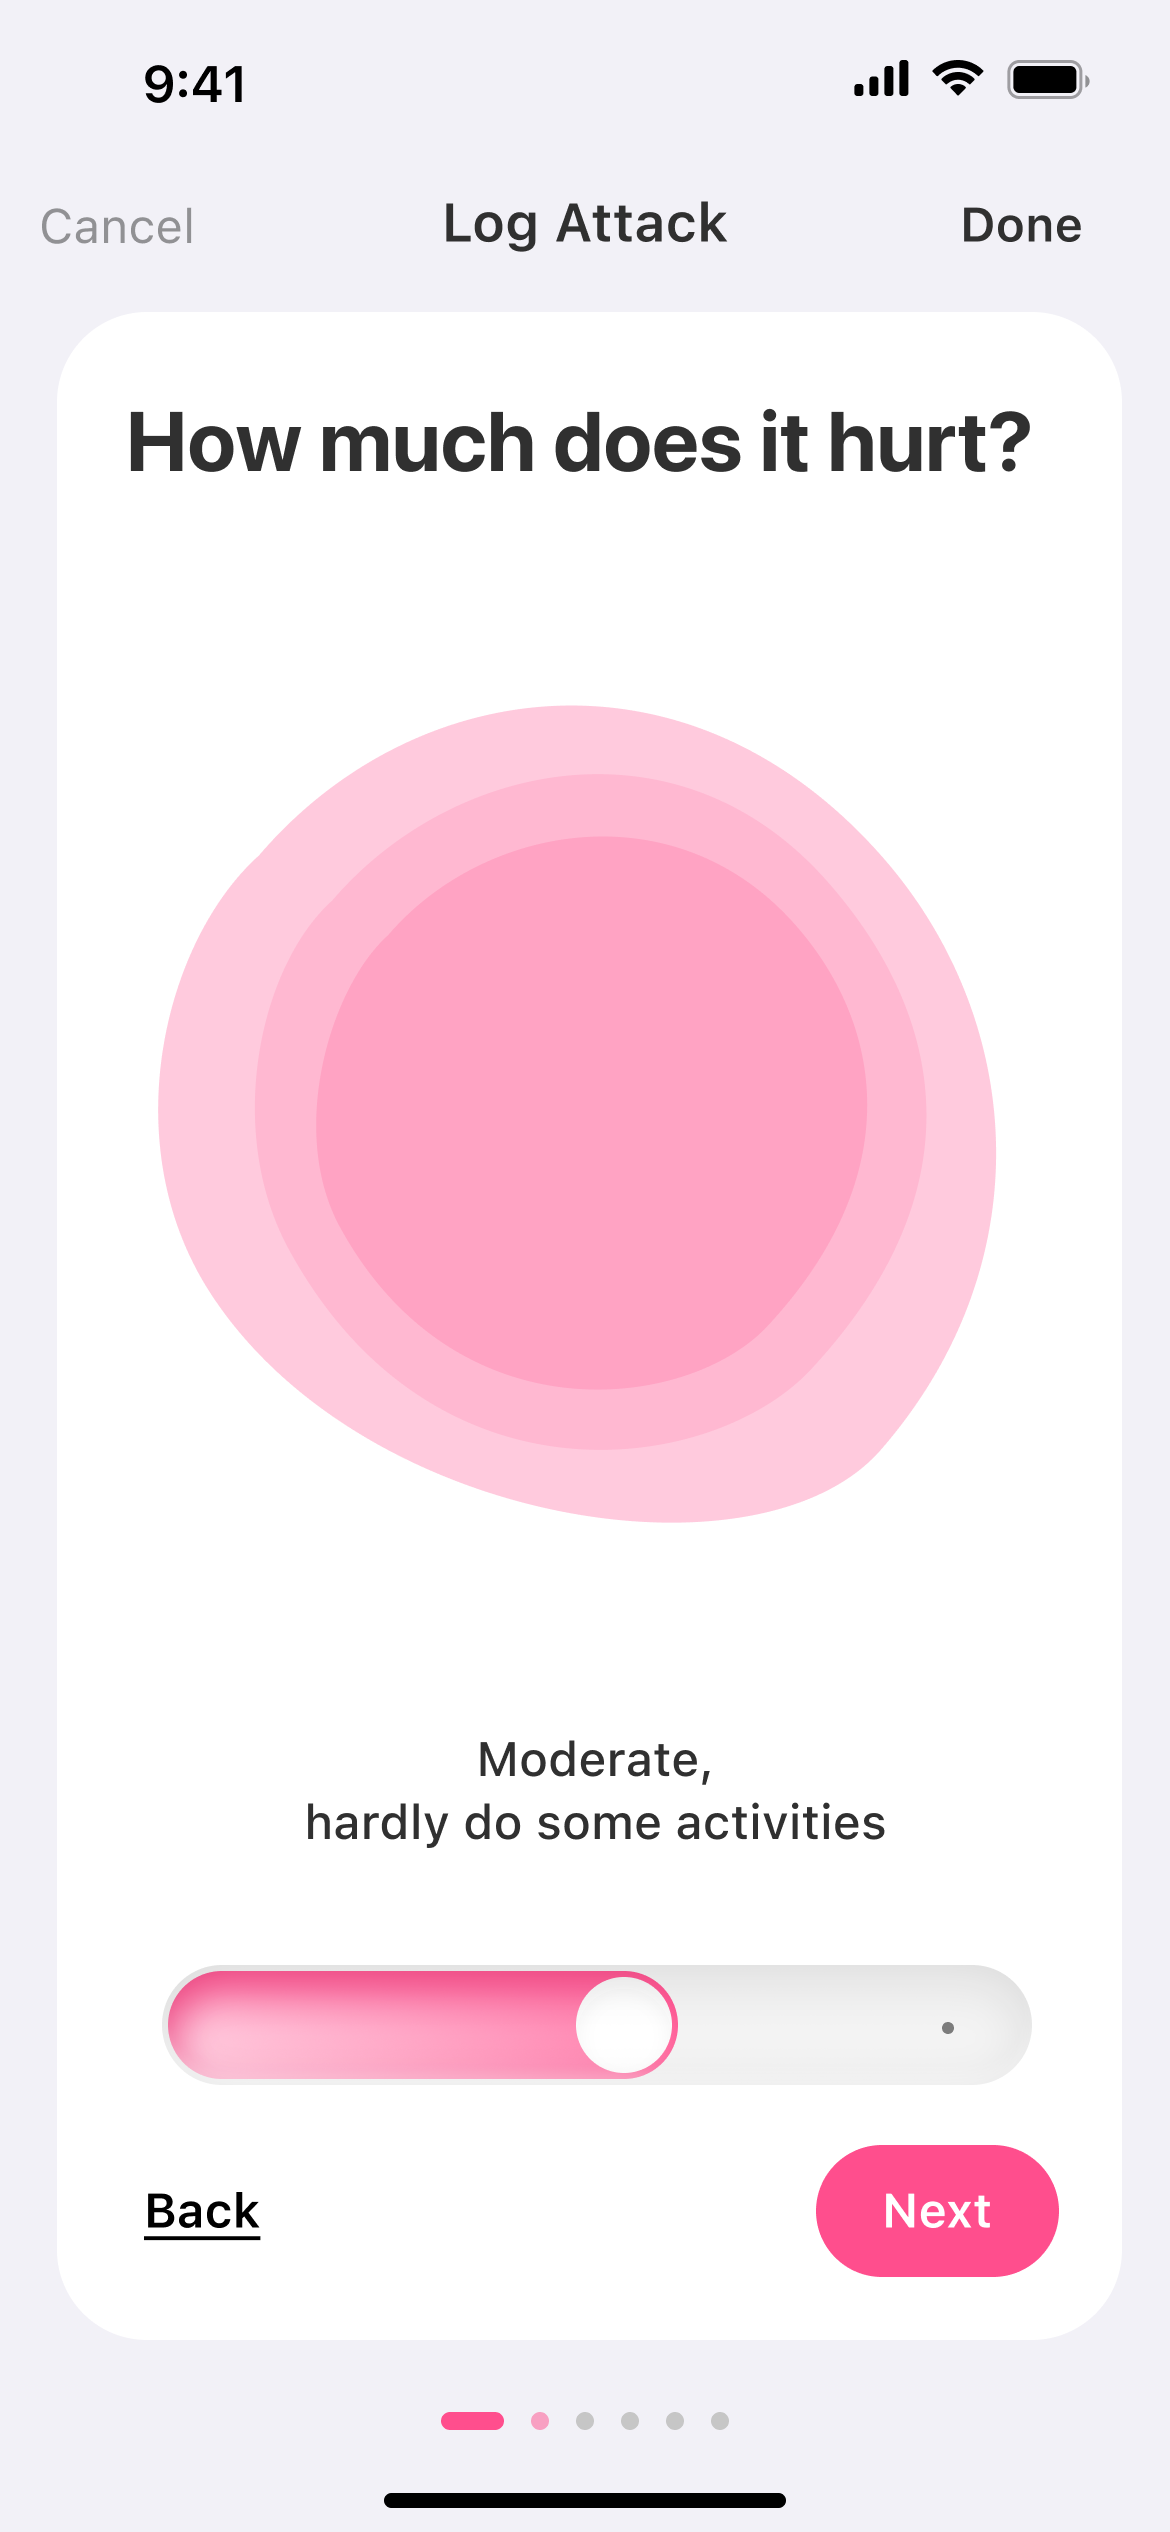 9:41
Cancel
Log Attack
Done
How much does it hurt?
Moderate,
hardly do some activities
Back
Next